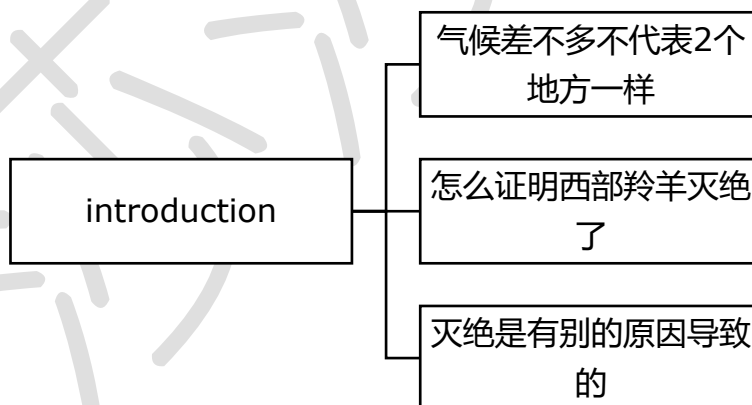 气候差不多不代表2个
地方一样
introduction
怎么证明西部羚羊灭绝
了
灭绝是有别的原因导致
的